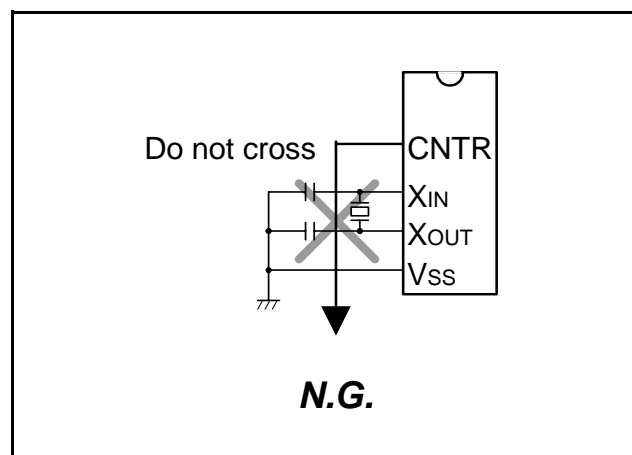 Do not cross
CNTR
XIN
XOUT
VSS
N.G.